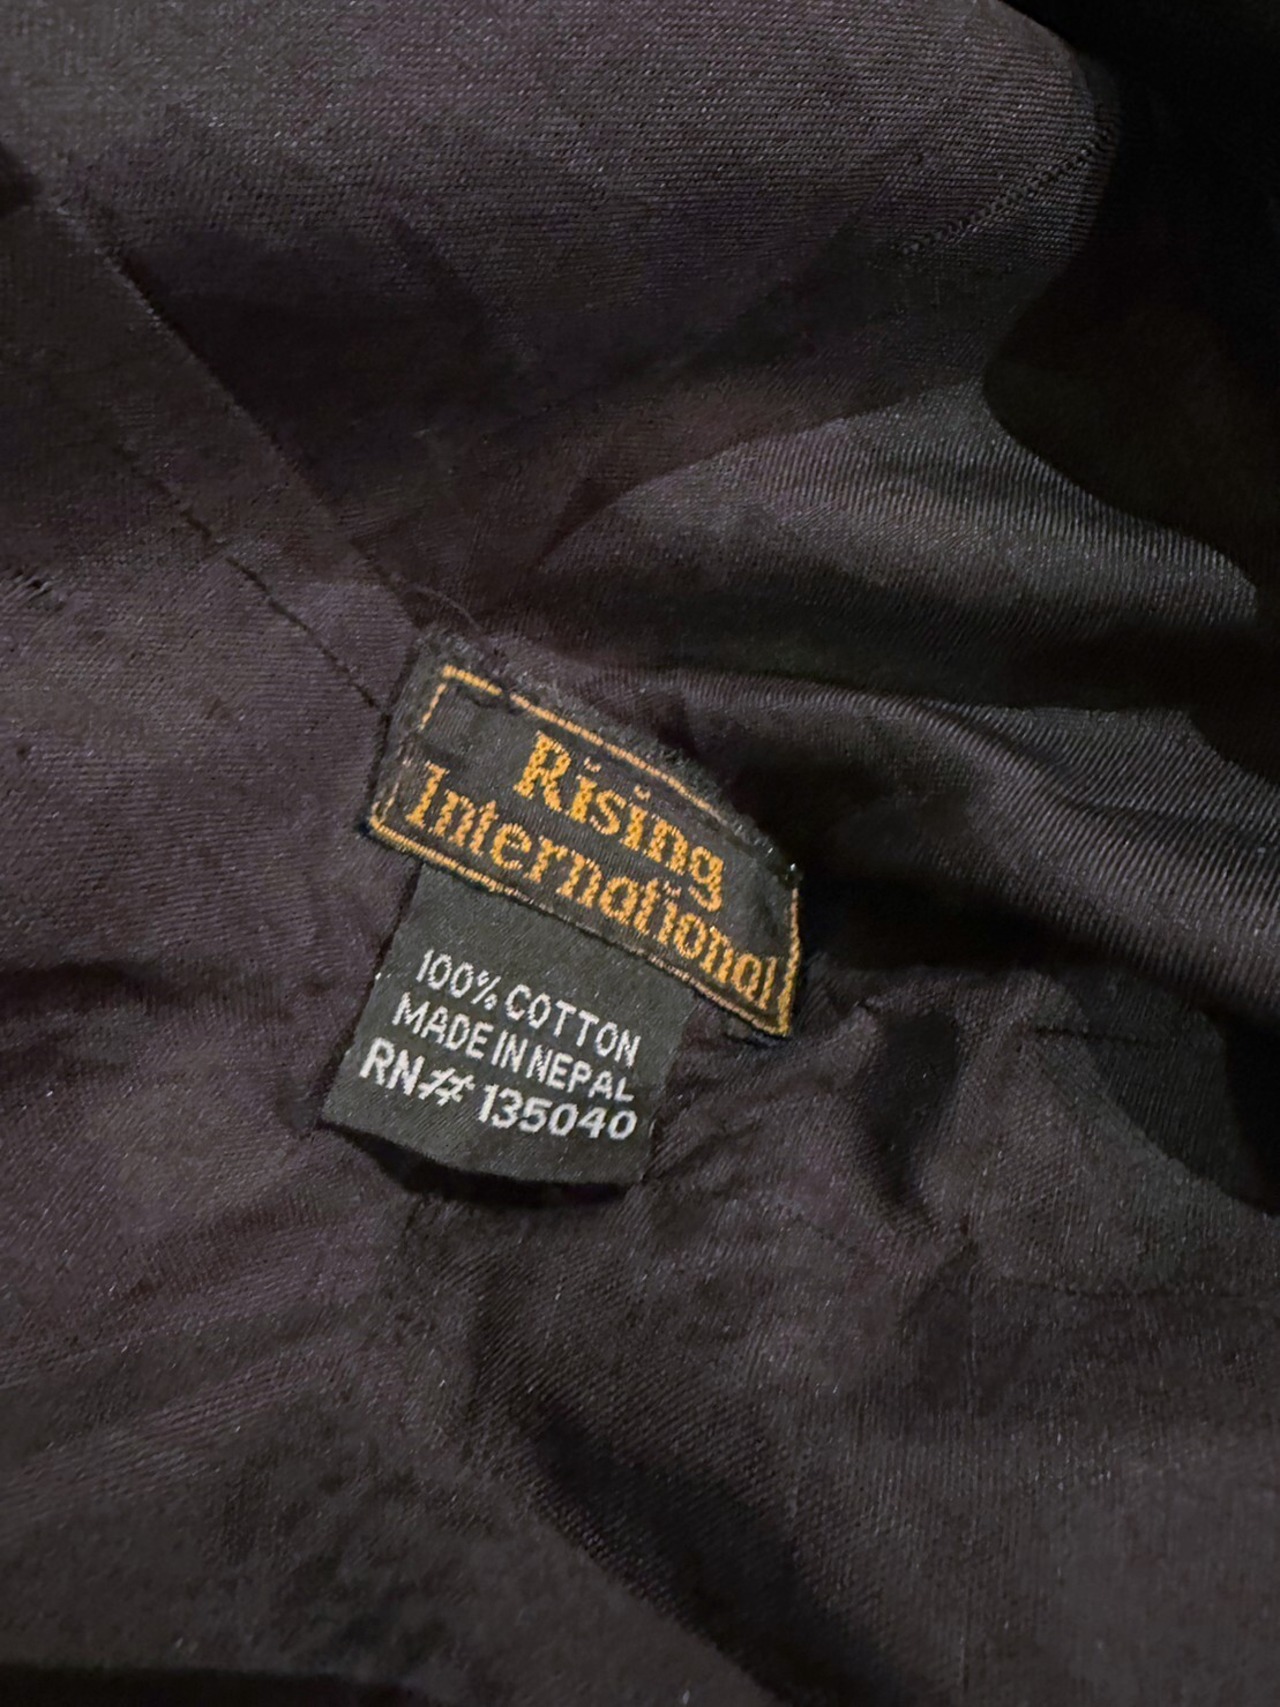 Rising
International
100% COTTON
MADE IN NEPAL
RN# 135040